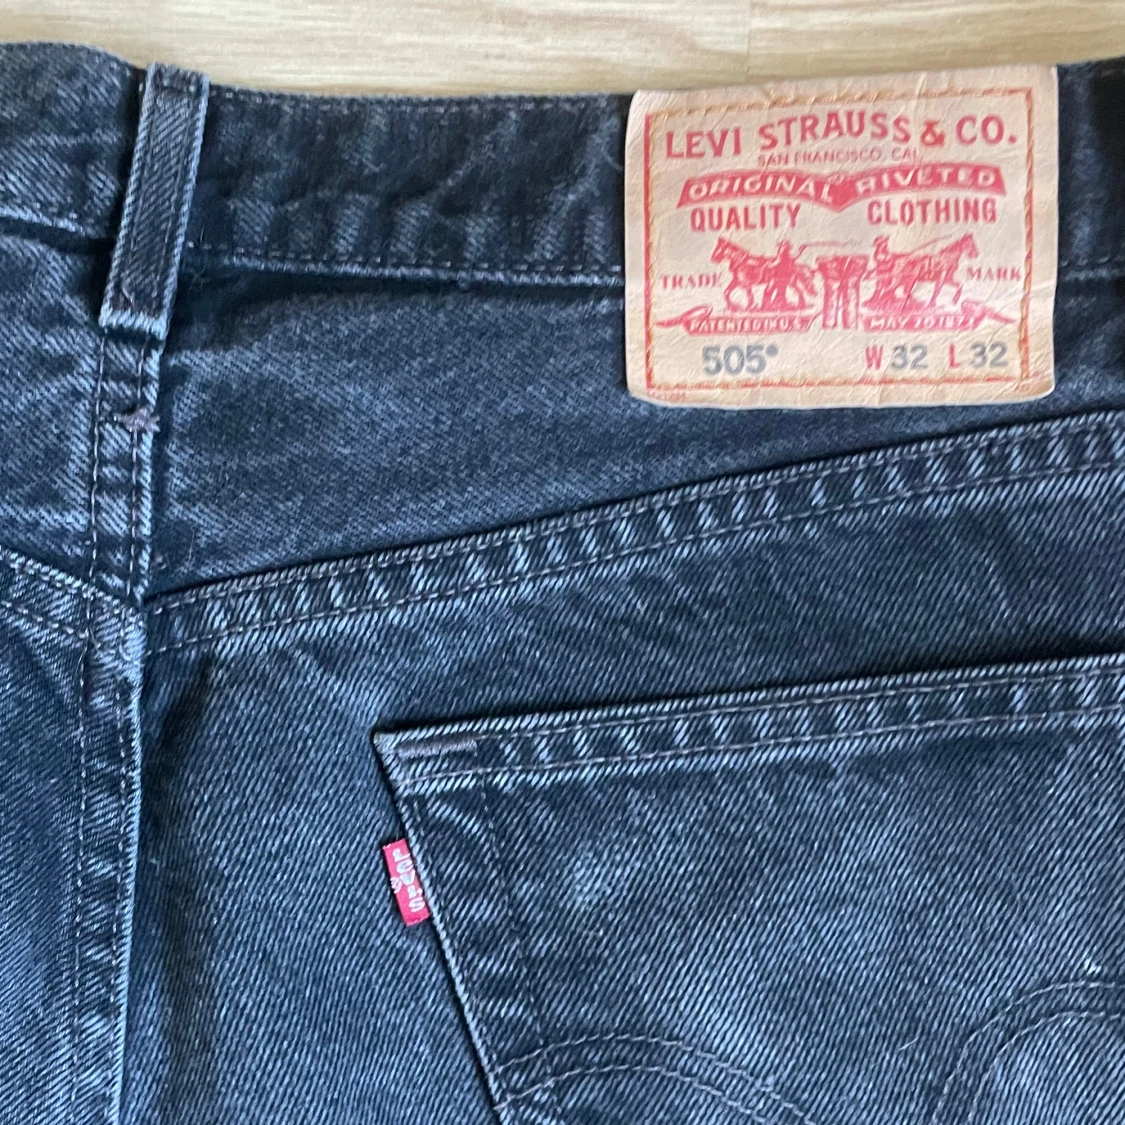 LEVI STRAUSS & CO.
SAN FRANCISCO, CAL
ORIGINAL RIVETED
QUALITY CLOTHING
TRADE MARK
PATENTED IN U.S. MAY 20 1873
505® W 32 L 32
LEVI'S